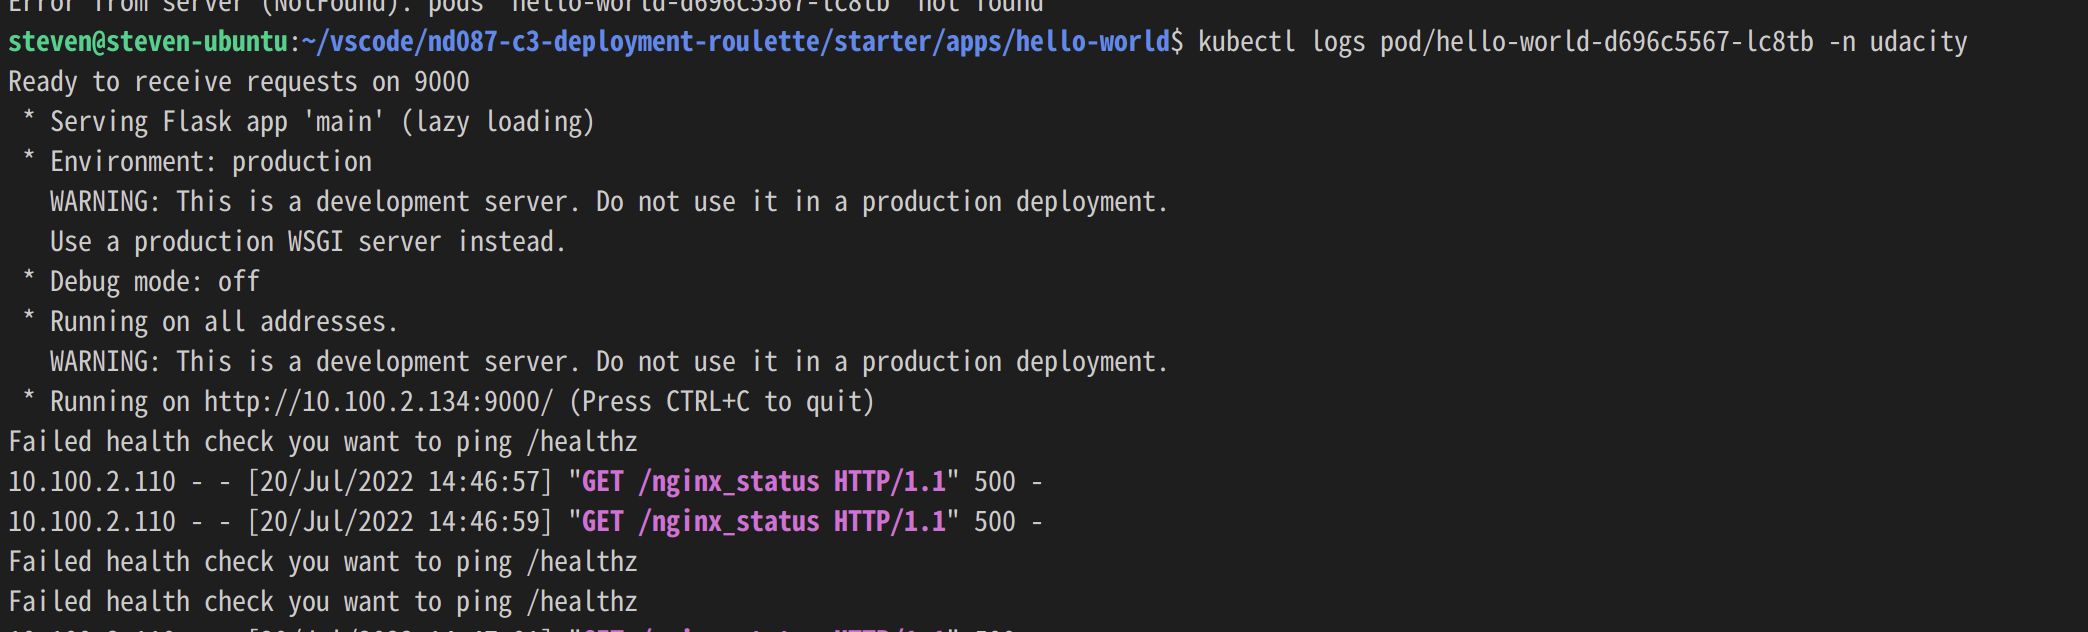 Error from server (NotFound): pods "hello-world-d696c5567-lc8tb" not found
steven@steven-ubuntu:~/vscode/nd087-c3-deployment-roulette/starter/apps/hello-world$ kubectl logs pod/hello-world-d696c5567-lc8tb -n udacity
Ready to receive requests on 9000
 * Serving Flask app 'main' (lazy loading)
 * Environment: production
   WARNING: This is a development server. Do not use it in a production deployment.
   Use a production WSGI server instead.
 * Debug mode: off
 * Running on all addresses.
   WARNING: This is a development server. Do not use it in a production deployment.
 * Running on http://10.100.2.134:9000/ (Press CTRL+C to quit)
Failed health check you want to ping /healthz
10.100.2.110 - - [20/Jul/2022 14:46:57] "GET /nginx_status HTTP/1.1" 500 -
10.100.2.110 - - [20/Jul/2022 14:46:59] "GET /nginx_status HTTP/1.1" 500 -
Failed health check you want to ping /healthz
Failed health check you want to ping /healthz